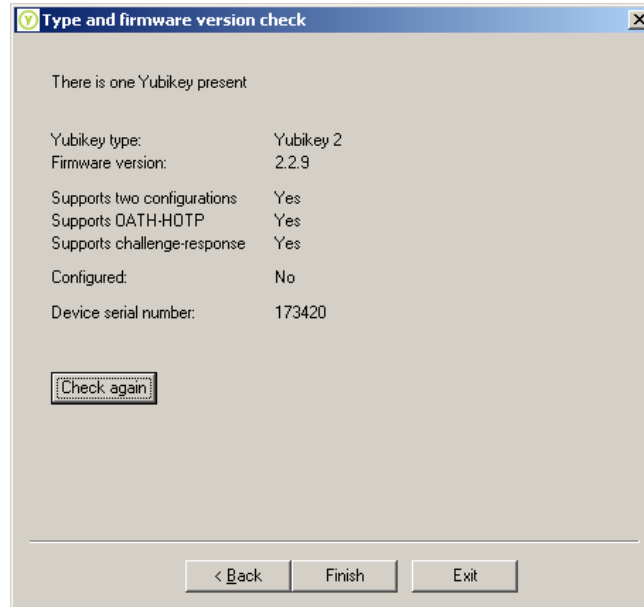 Type and firmware version check
There is one Yubikey present
Yubikey type: Yubikey 2
Firmware version: 2.2.9
Supports two configurations Yes
Supports OATH-HOTP Yes
Supports challenge-response Yes
Configured: No
Device serial number: 173420
Check again
< Back Finish Exit